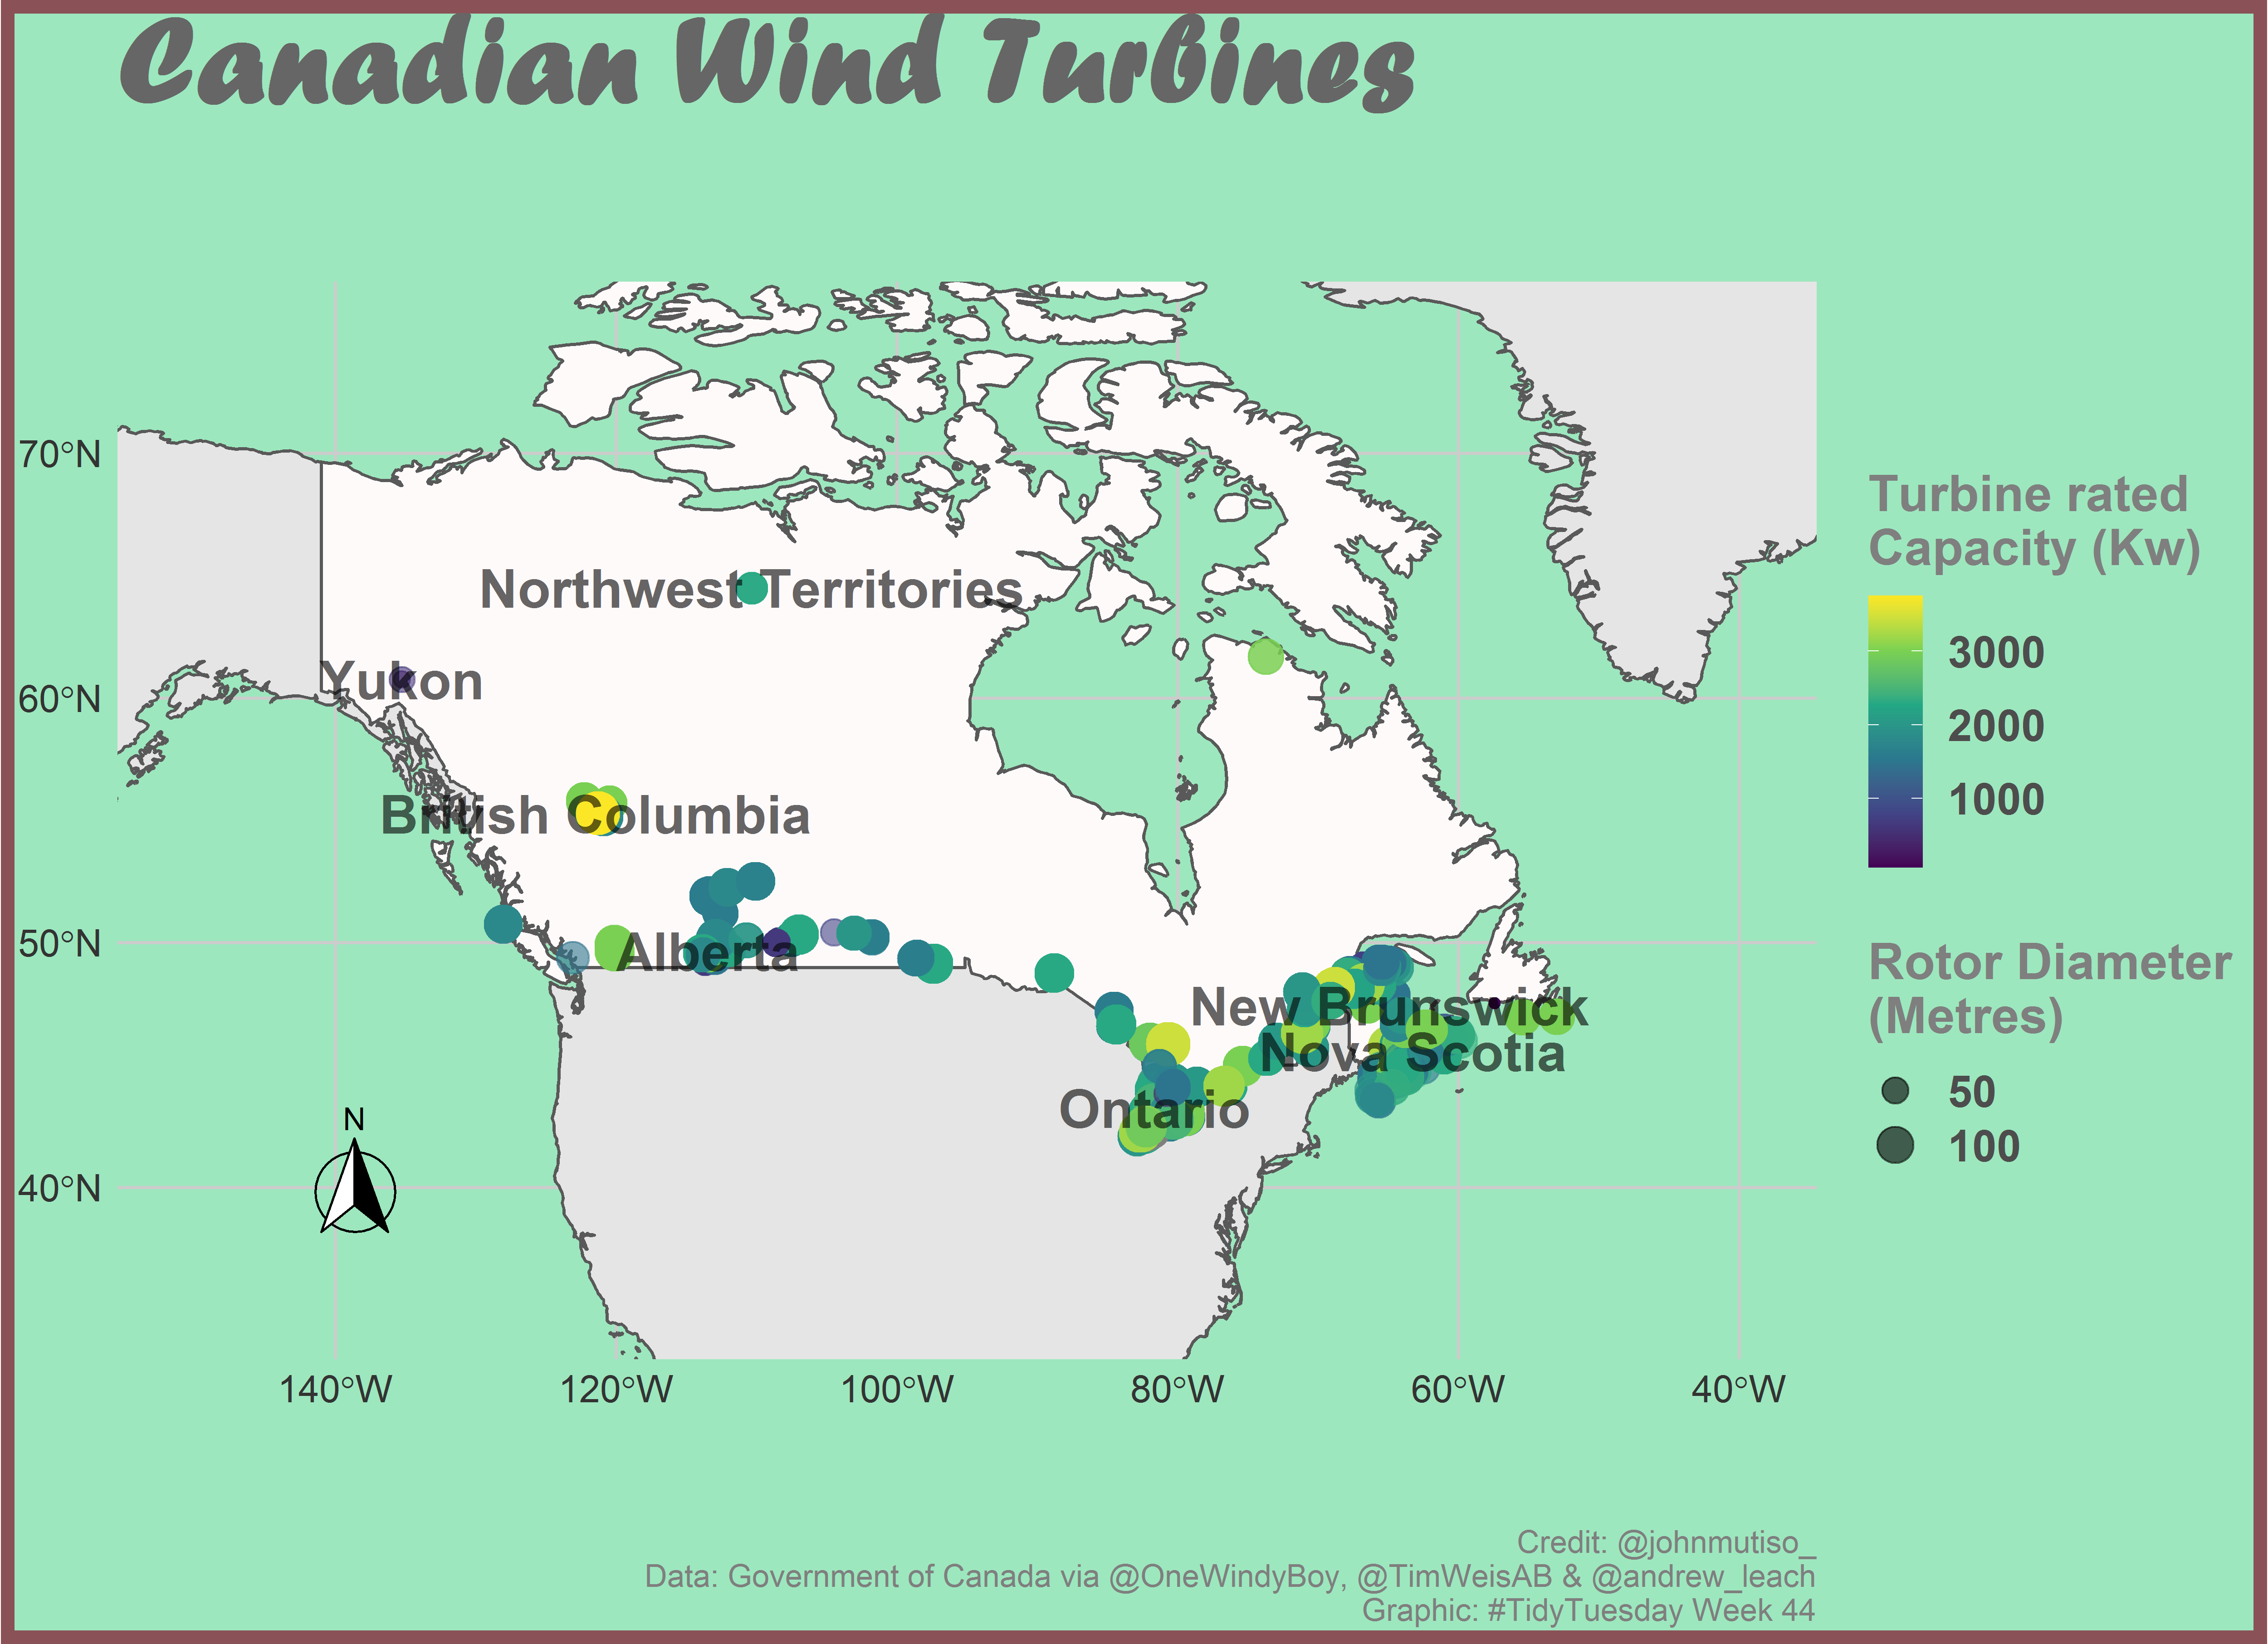 Canadian Wind Turbines
70°N
60°N
50°N
40°N
Northwest Territories
Yukon
British Columbia
Alberta
New Brunswick
Nova Scotia
Ontario
N
140°W
120°W
100°W
80°W
60°W
40°W
Turbine rated
Capacity (Kw)
3000
2000
1000
Rotor Diameter
(Metres)
50
100
Credit: @johnmutiso_
Data: Government of Canada via @OneWindyBoy, @TimWeisAB & @andrew_leach
Graphic: #TidyTuesday Week 44